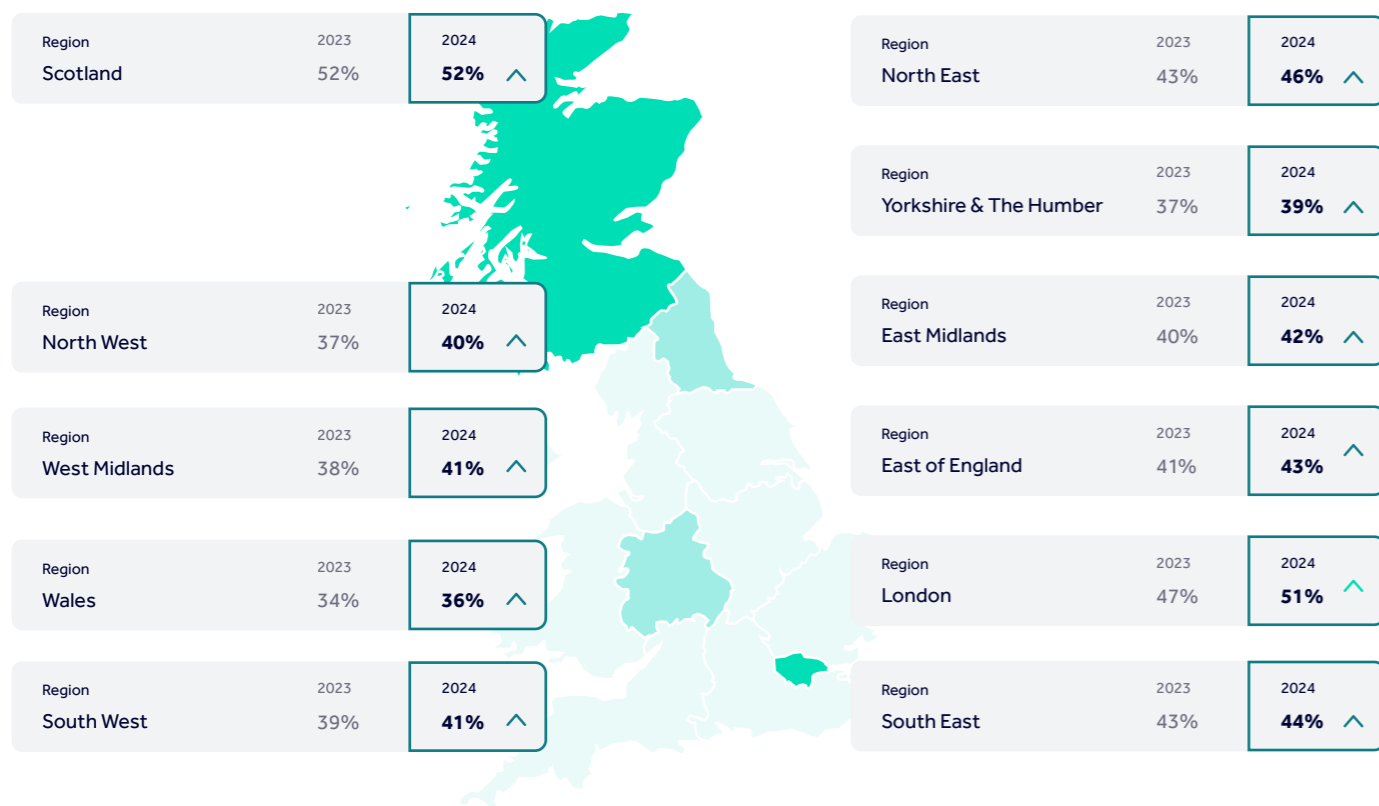 Region 2023 2024
Scotland 52% 52%
Region 2023 2024
North West 37% 40%
Region 2023 2024
West Midlands 38% 41%
Region 2023 2024
Wales 34% 36%
Region 2023 2024
South West 39% 41%
Region 2023 2024
North East 43% 46%
Region 2023 2024
Yorkshire & The Humber 37% 39%
Region 2023 2024
East Midlands 40% 42%
Region 2023 2024
East of England 41% 43%
Region 2023 2024
London 47% 51%
Region 2023 2024
South East 43% 44%